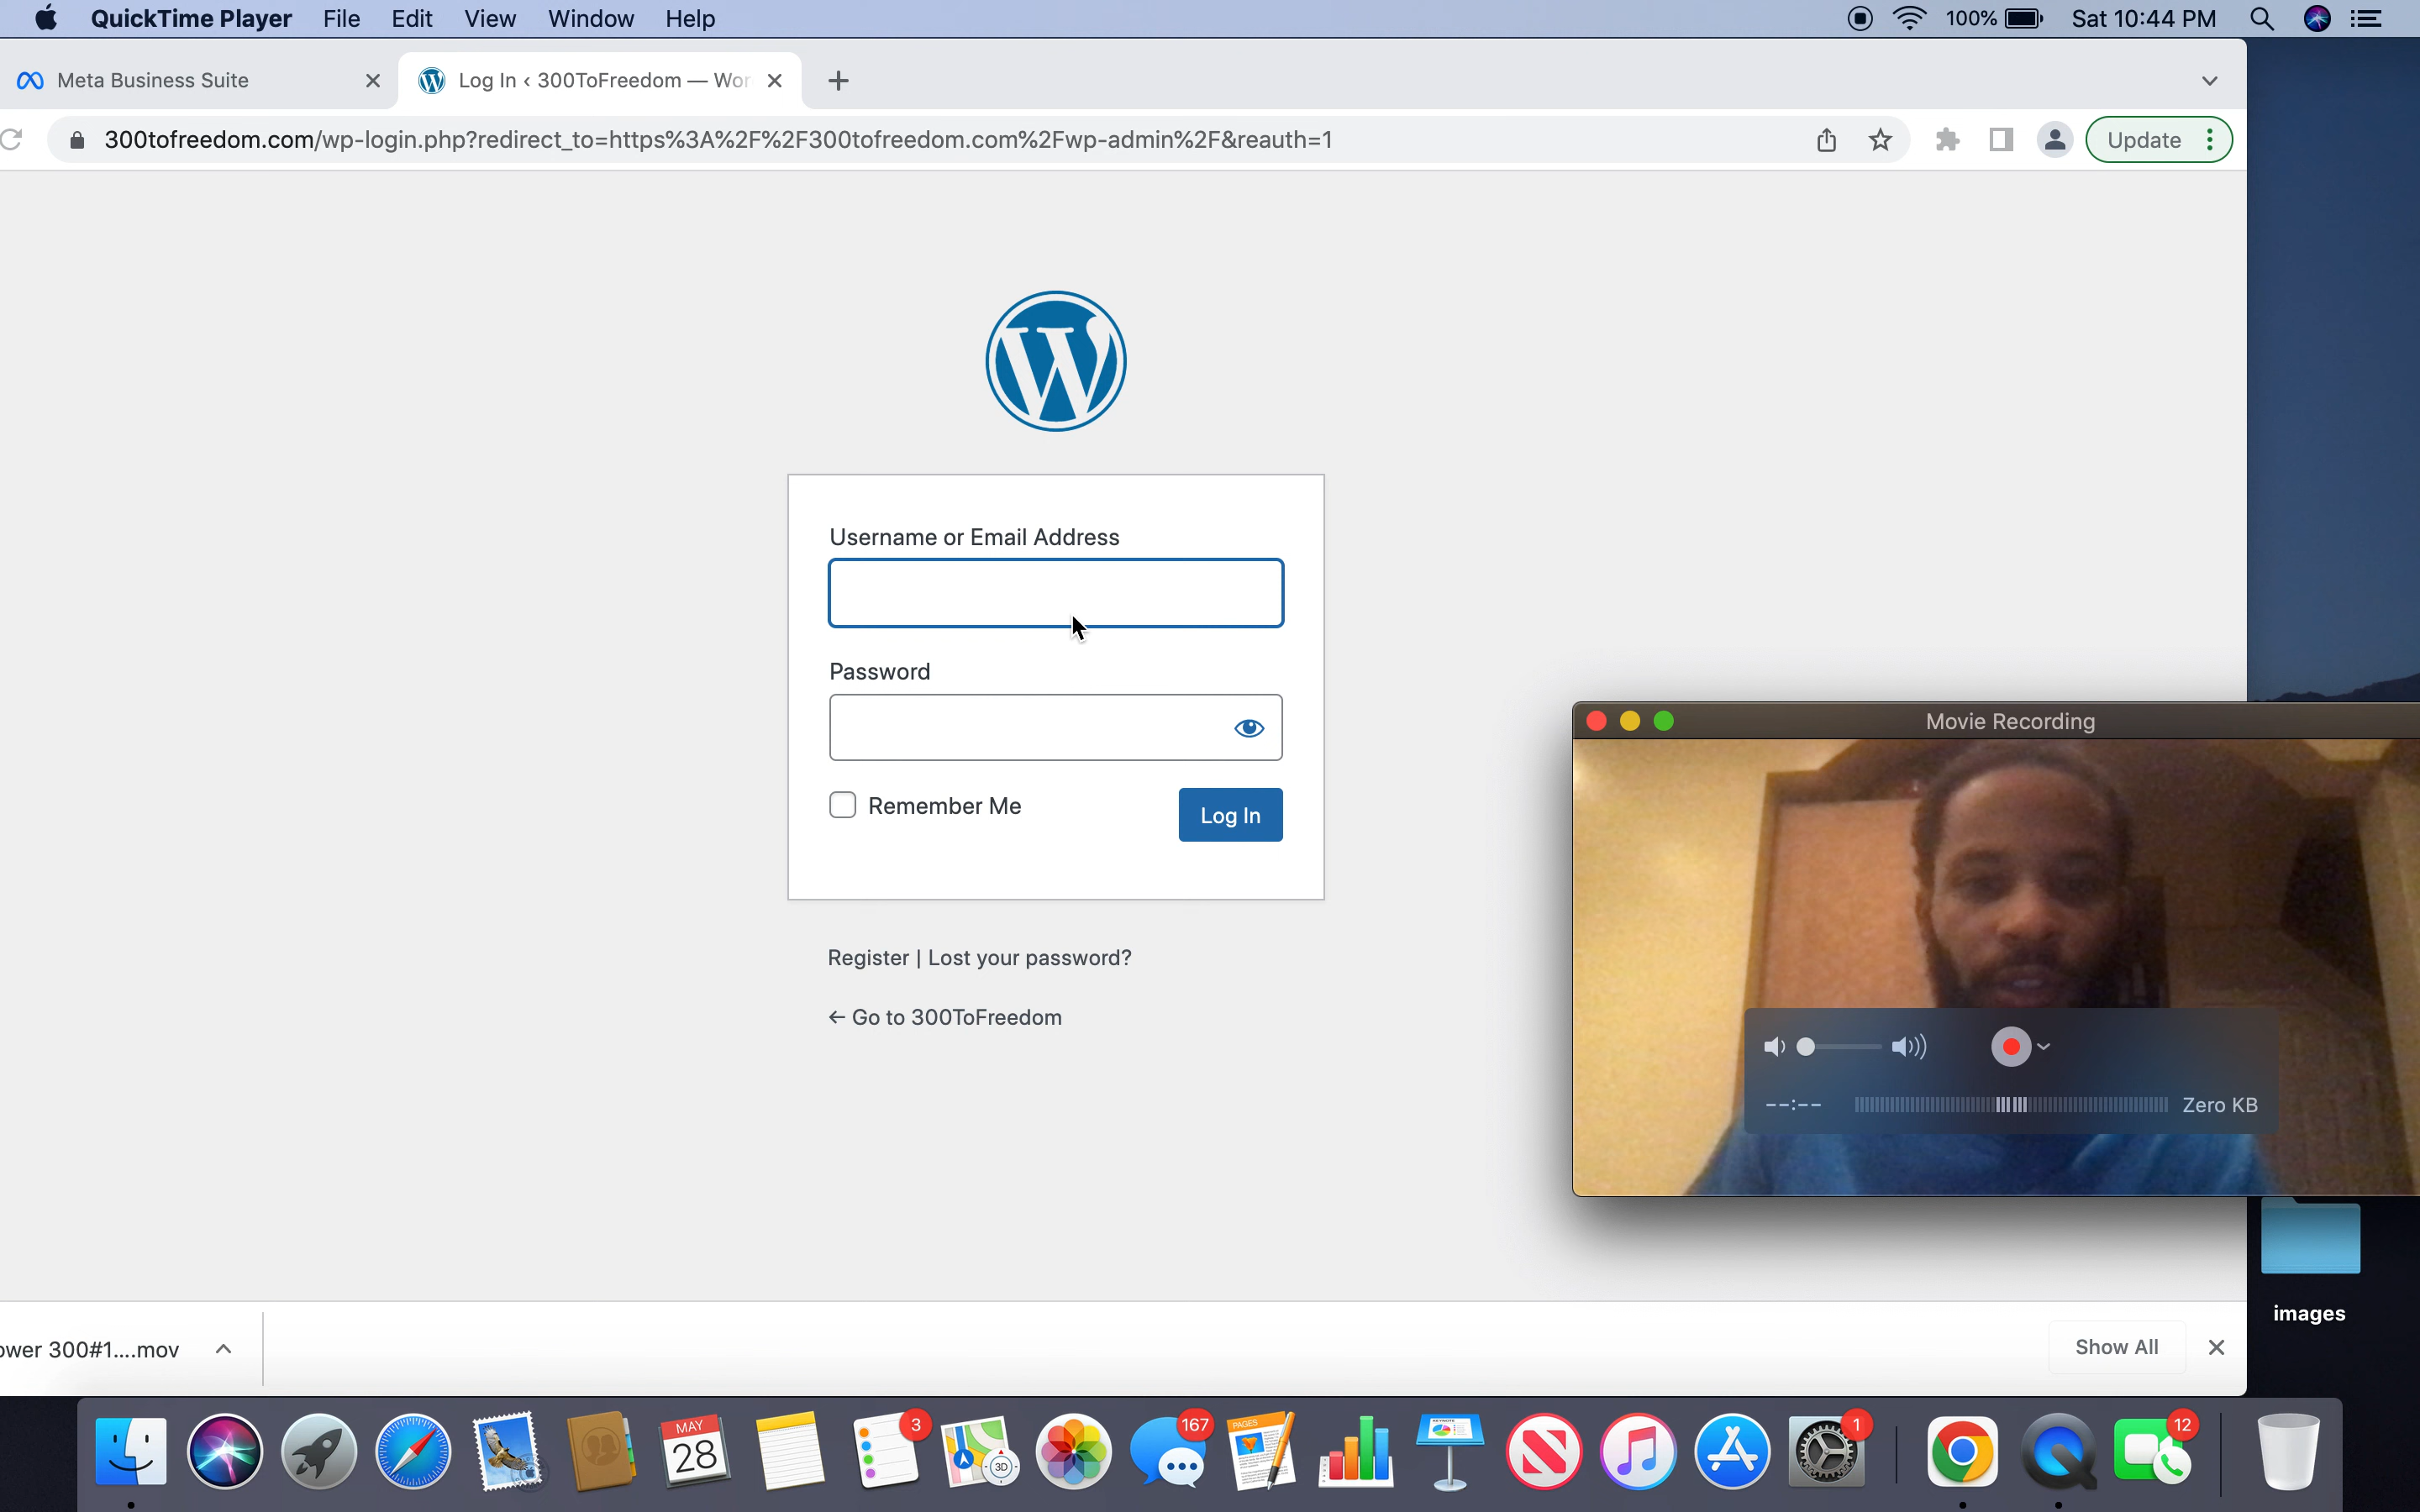 QuickTime Player File Edit View Window Help 100% Sat 10:44 PM
Meta Business Suite Log In ‹ 300ToFreedom — Wor
300tofreedom.com/wp-login.php?redirect_to=https%3A%2F%2F300tofreedom.com%2Fwp-admin%2F&reauth=1 Update
Username or Email Address
Password
Remember Me Log In
Register | Lost your password?
← Go to 300ToFreedom
Movie Recording
--:-- Zero KB
images
ower 300#1....mov Show All
MAY
28
3
3D
167
PAGES
1
12